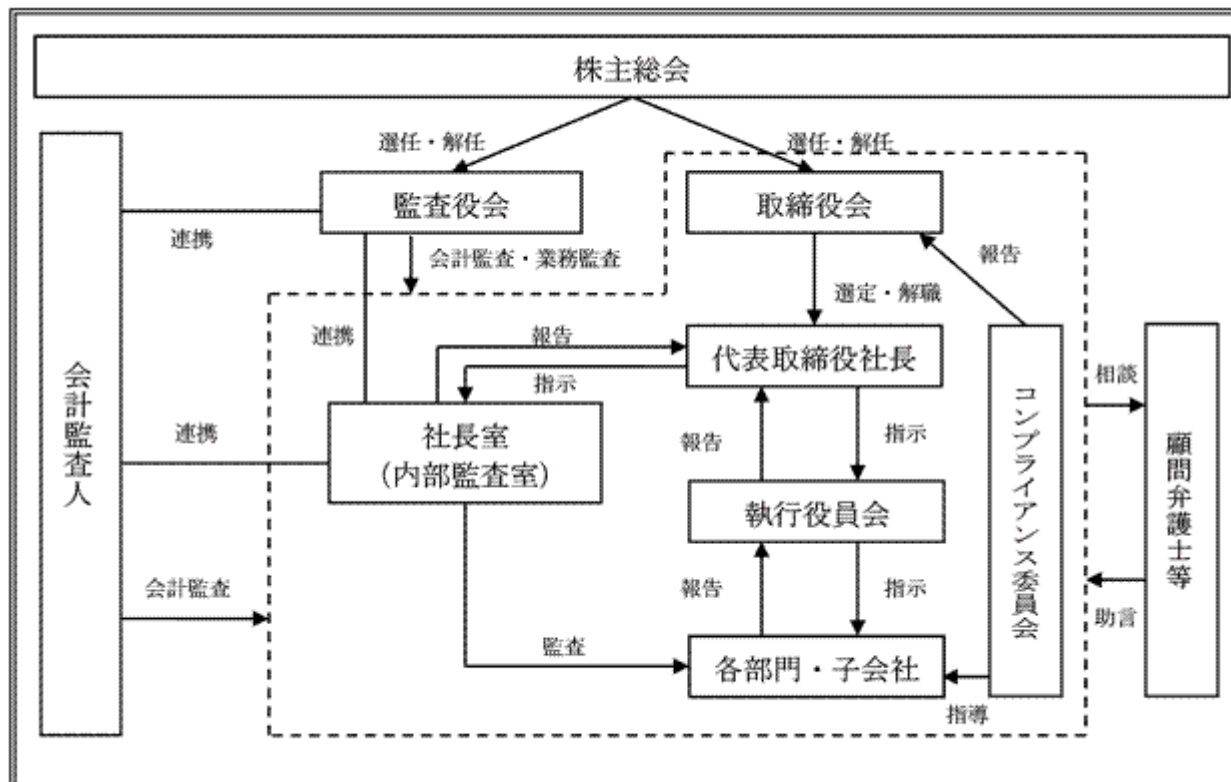 株主総会
選任・解任
選任・解任
監査役会
取締役会
連携
会計監査・業務監査
報告
選定・解職
連携
報告
代表取締役社長
指示
相談
会計監査人
連携
社長室
（内部監査室）
報告
指示
コンプライアンス委員会
顧問弁護士等
執行役員会
会計監査
報告
指示
助言
監査
各部門・子会社
指導